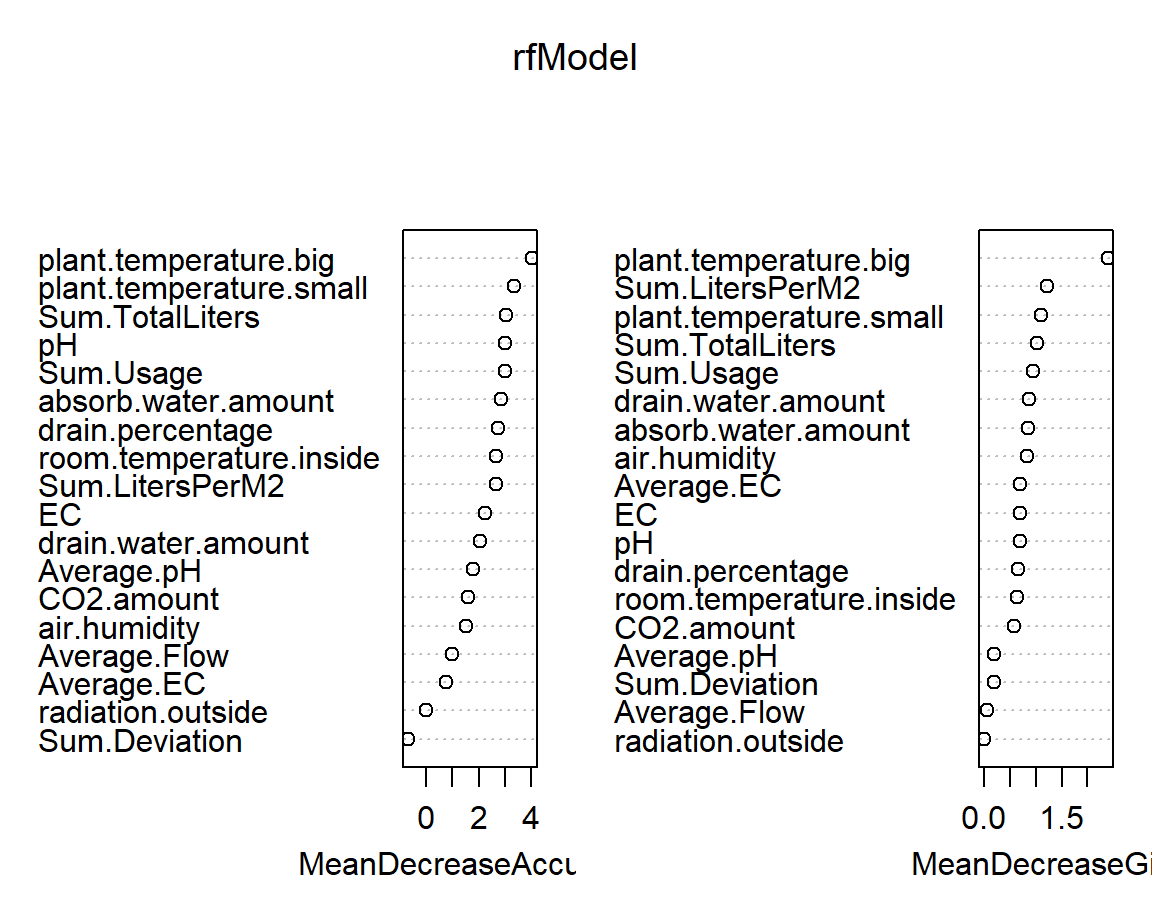 rfModel
plant.temperature.big
plant.temperature.small
Sum.TotalLiters
pH
Sum.Usage
absorb.water.amount
drain.percentage
room.temperature.inside
Sum.LitersPerM2
EC
drain.water.amount
Average.pH
CO2.amount
air.humidity
Average.Flow
Average.EC
radiation.outside
Sum.Deviation
0 2 4
MeanDecreaseAccu
plant.temperature.big
Sum.LitersPerM2
plant.temperature.small
Sum.TotalLiters
Sum.Usage
drain.water.amount
absorb.water.amount
air.humidity
Average.EC
EC
pH
drain.percentage
room.temperature.inside
CO2.amount
Average.pH
Sum.Deviation
Average.Flow
radiation.outside
0.0 1.5
MeanDecreaseGi